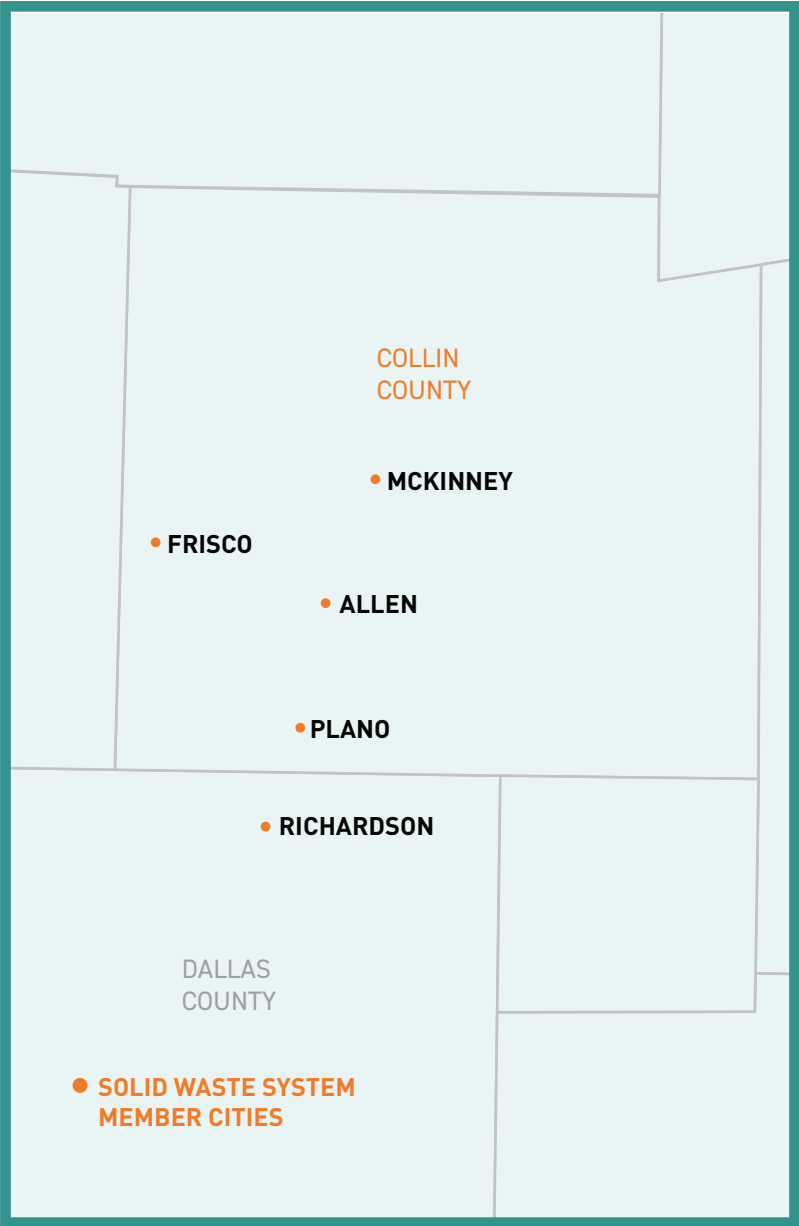 COLLIN
COUNTY
MCKINNEY
FRISCO
ALLEN
PLANO
RICHARDSON
DALLAS
COUNTY
SOLID WASTE SYSTEM
MEMBER CITIES